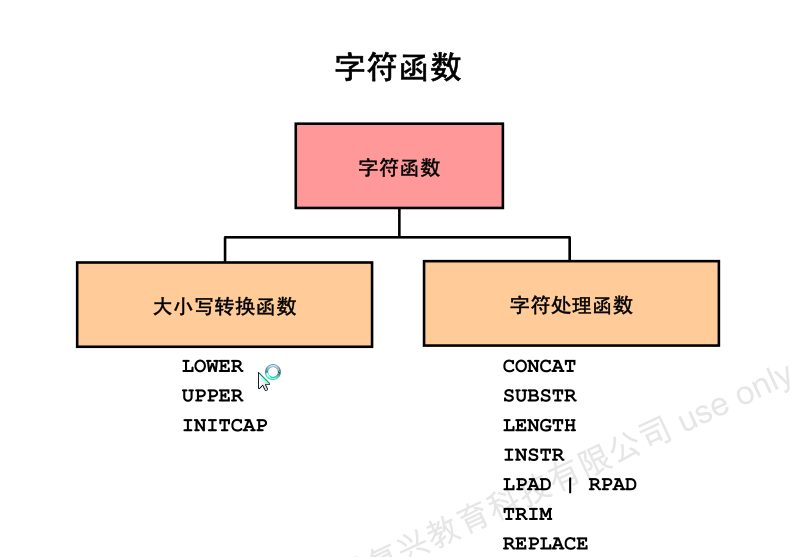 字符函数
字符函数
大小写转换函数
LOWER
UPPER
INITCAP
字符处理函数
CONCAT
SUBSTR
LENGTH
INSTR
LPAD | RPAD
TRIM
REPLACE
复兴教育科技有限公司 use only